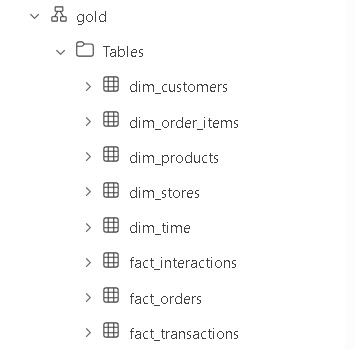 gold
Tables
dim_customers
dim_order_items
dim_products
dim_stores
dim_time
fact_interactions
fact_orders
fact_transactions